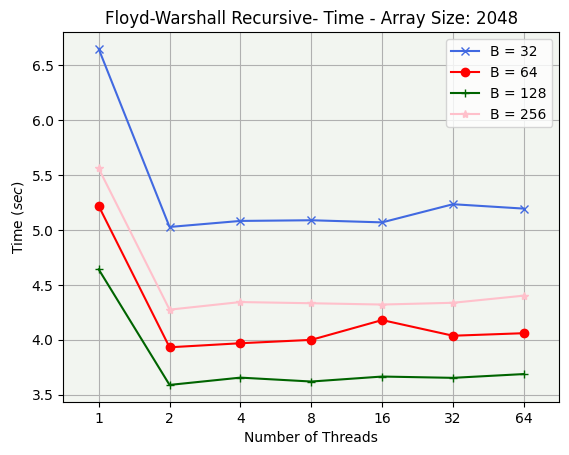 Floyd-Warshall Recursive- Time - Array Size: 2048
B = 32
B = 64
B = 128
B = 256
Time (sec)
6.5
6.0
5.5
5.0
4.5
4.0
3.5
1 2 4 8 16 32 64
Number of Threads